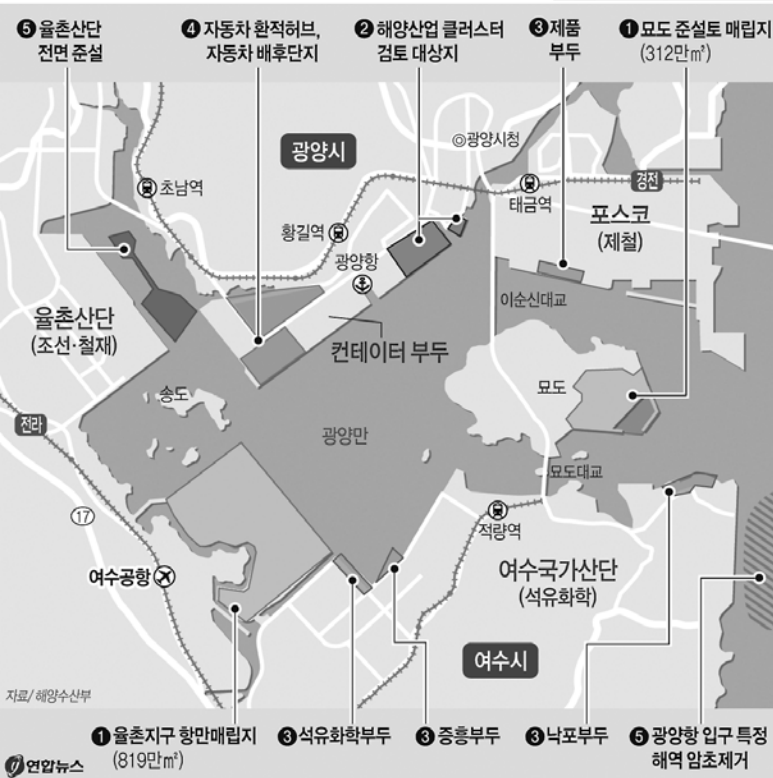 ❺ 율촌산단
전면 준설
❹ 자동차 환적허브,
자동차 배후단지
❷ 해양산업 클러스터
검토 대상지
❸ 제품
부두
❶ 묘도 준설토 매립지
(312만㎡)
광양시
◎광양시청
초남역
황길역
태금역
경전
포스코
(제철)
광양항
이순신대교
율촌산단
(조선·철재)
컨테이터 부두
송도
묘도
전라
광양만
묘도대교
17
적량역
여수공항
여수국가산단
(석유화학)
여수시
자료/ 해양수산부
❶ 율촌지구 항만매립지
(819만㎡)
❸ 석유화학부두
❸ 중흥부두
❸ 낙포부두
❺ 광양항 입구 특정
해역 암초제거
연합뉴스